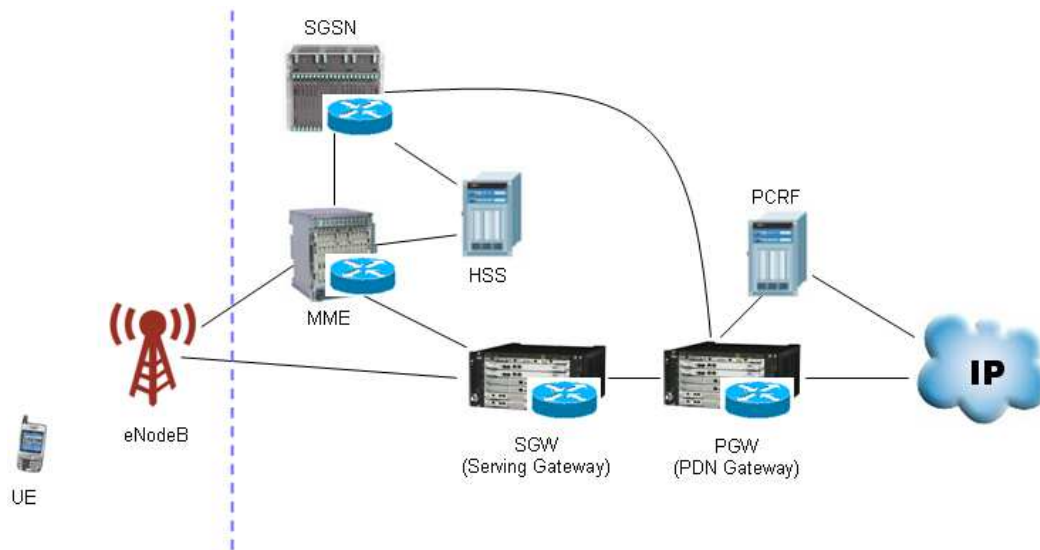 SGSN
PCRF
HSS
MME
IP
eNodeB
SGW
(Serving Gateway)
PGW
(PDN Gateway)
UE